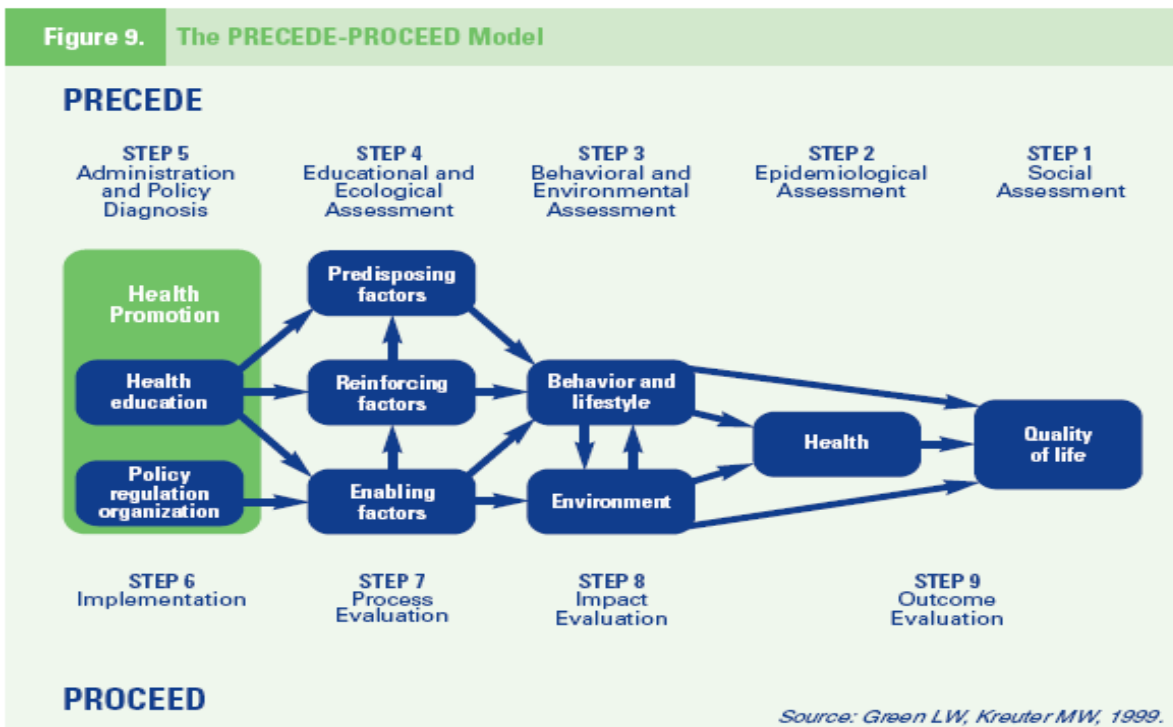 Figure 9. The PRECEDE-PROCEED Model
PRECEDE
STEP 5
Administration
and Policy
Diagnosis
STEP 4
Educational and
Ecological
Assessment
STEP 3
Behavioral and
Environmental
Assessment
STEP 2
Epidemiological
Assessment
STEP 1
Social
Assessment
Health
Promotion
Health
education
Policy
regulation
organization
Predisposing
factors
Reinforcing
factors
Enabling
factors
Behavior and
lifestyle
Environment
Health
Quality
of life
STEP 6
Implementation
STEP 7
Process
Evaluation
STEP 8
Impact
Evaluation
STEP 9
Outcome
Evaluation
PROCEED
Source: Green LW, Kreuter MW, 1999.